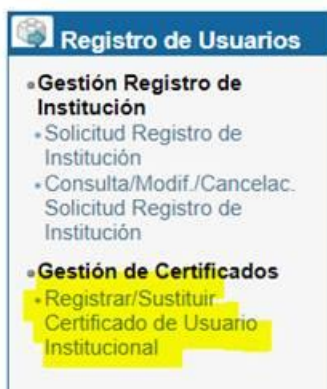 Registro de Usuarios
Gestión Registro de
Institución
Solicitud Registro de
Institución
Consulta/Modif./Cancelac.
Solicitud Registro de
Institución
Gestión de Certificados
Registrar/Sustituir
Certificado de Usuario
Institucional